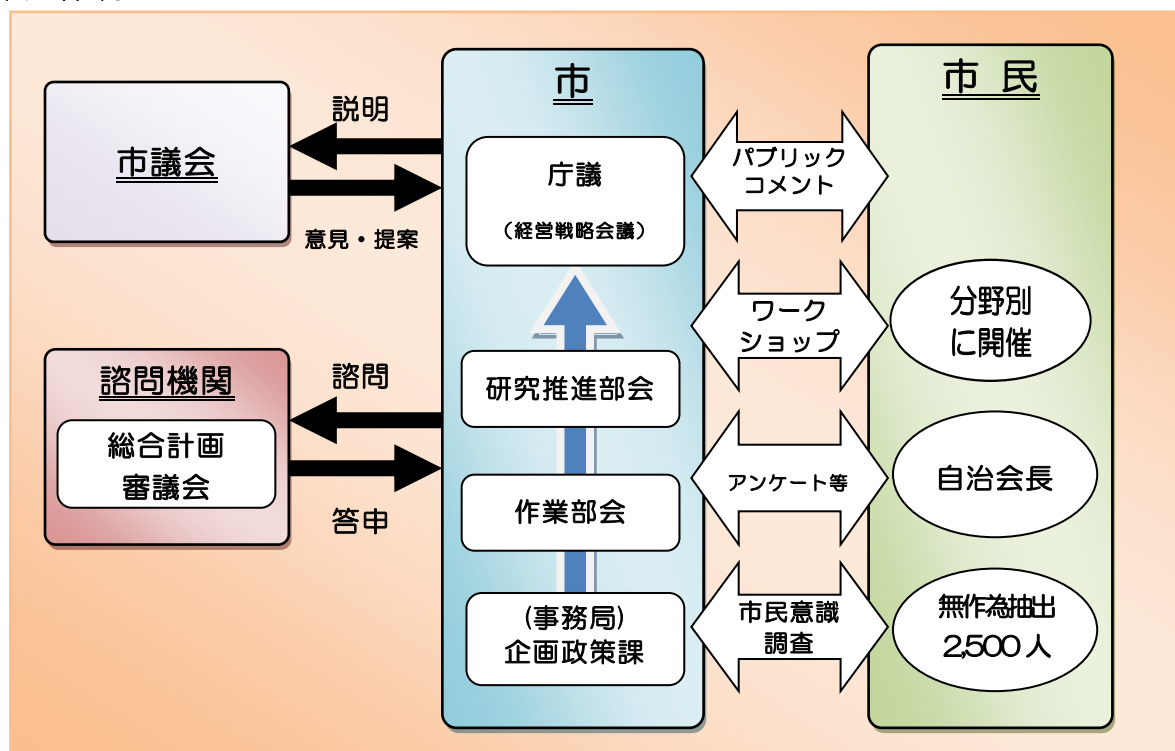 市議会
説明
意見・提案
諮問機関
総合計画
審議会
諮問
答申
市
庁議
（経営戦略会議）
研究推進部会
作業部会
(事務局)
企画政策課
パブリック
コメント
ワーク
ショップ
アンケート等
市民意識
調査
市 民
分野別
に開催
自治会長
無作為抽出
2,500 人